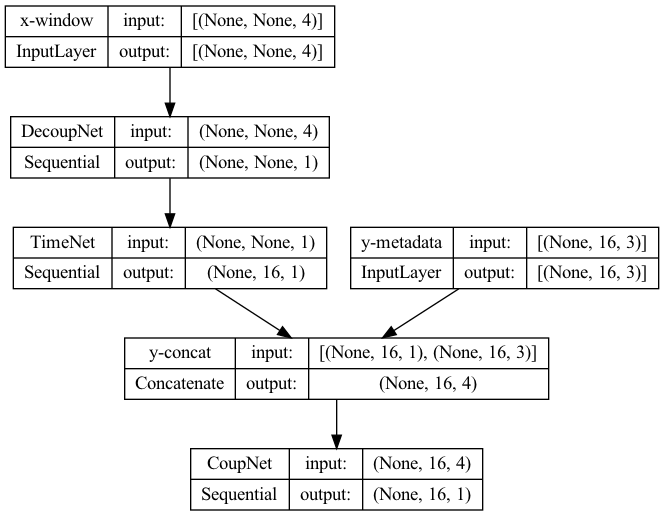 x-window input: [(None, None, 4)]
InputLayer output: [(None, None, 4)]
DecoupNet input: (None, None, 4)
Sequential output: (None, None, 1)
TimeNet input: (None, None, 1)
Sequential output: (None, 16, 1)
y-metadata input: [(None, 16, 3)]
InputLayer output: [(None, 16, 3)]
y-concat input: [(None, 16, 1), (None, 16, 3)]
Concatenate output: (None, 16, 4)
CoupNet input: (None, 16, 4)
Sequential output: (None, 16, 1)